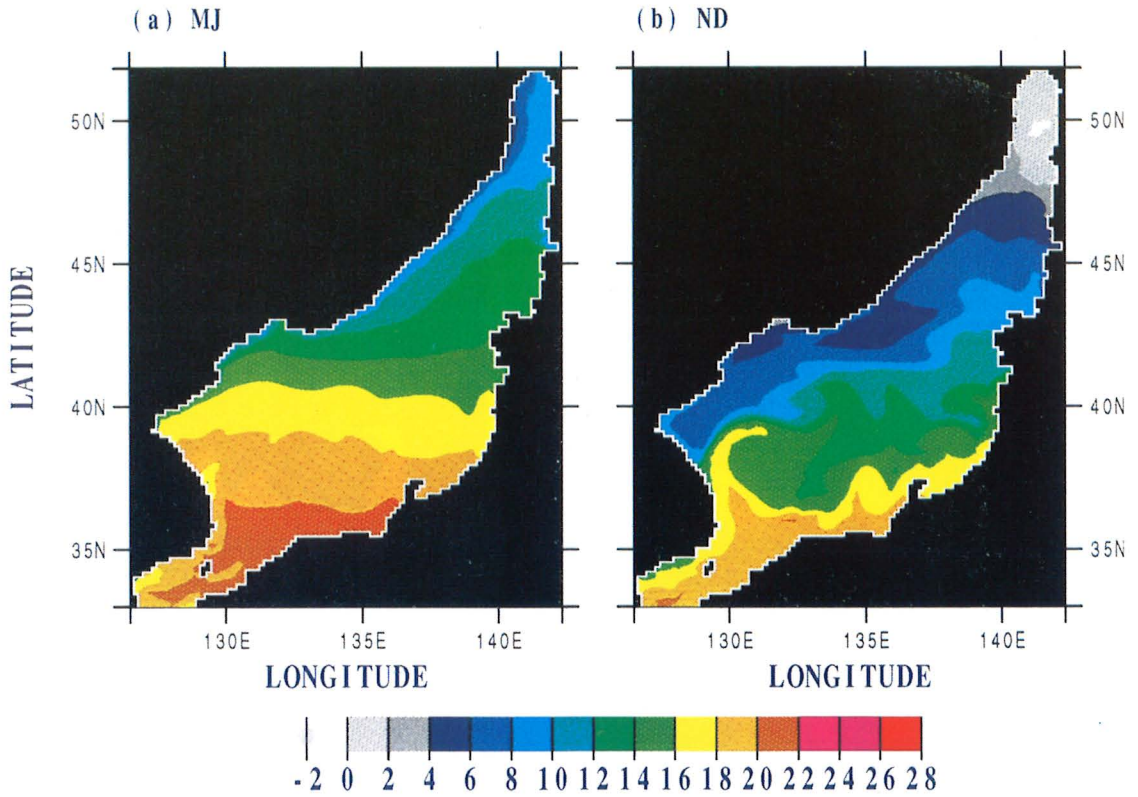 (a) MJ
(b) ND
50N
45N
40N
35N
LATITUDE
50N
45N
40N
35N
130E 135E 140E
130E 135E 140E
LONGITUDE
LONGITUDE
-2 0 2 4 6 8 10 12 14 16 18 20 22 24 26 28